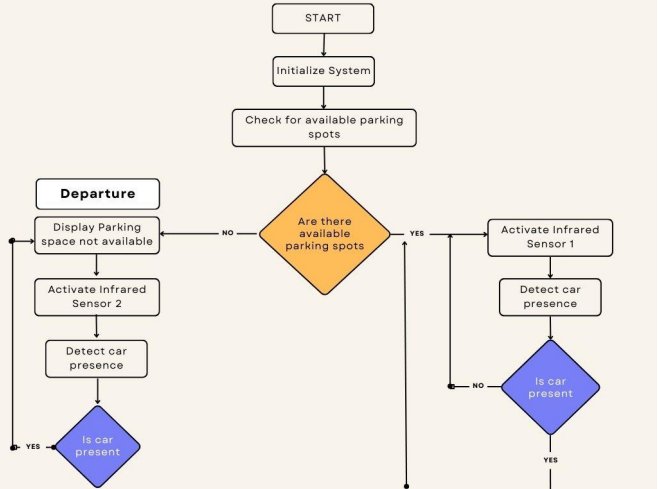 START
Initialize System
Check for available parking
spots
Departure
Are there
available
parking spots
Display Parking
space not available
NO
YES
Activate Infrared
Sensor 1
Activate Infrared
Sensor 2
Detect car
presence
Detect car
presence
Is car
present
NO
Is car
present
YES
YES